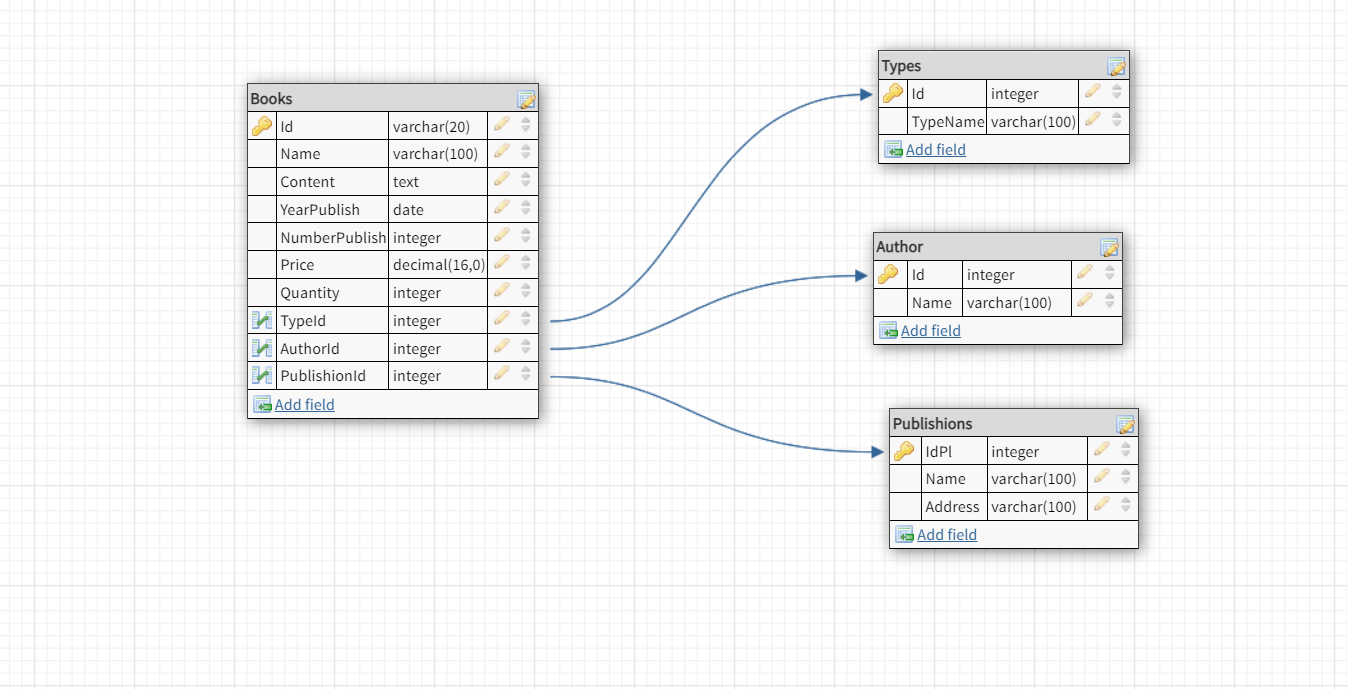 Books
Id varchar(20)
Name varchar(100)
Content text
YearPublish date
NumberPublish integer
Price decimal(16,0)
Quantity integer
TypeId integer
AuthorId integer
PublishionId integer
Add field
Types
Id integer
TypeName varchar(100)
Add field
Author
Id integer
Name varchar(100)
Add field
Publishions
IdPl integer
Name varchar(100)
Address varchar(100)
Add field